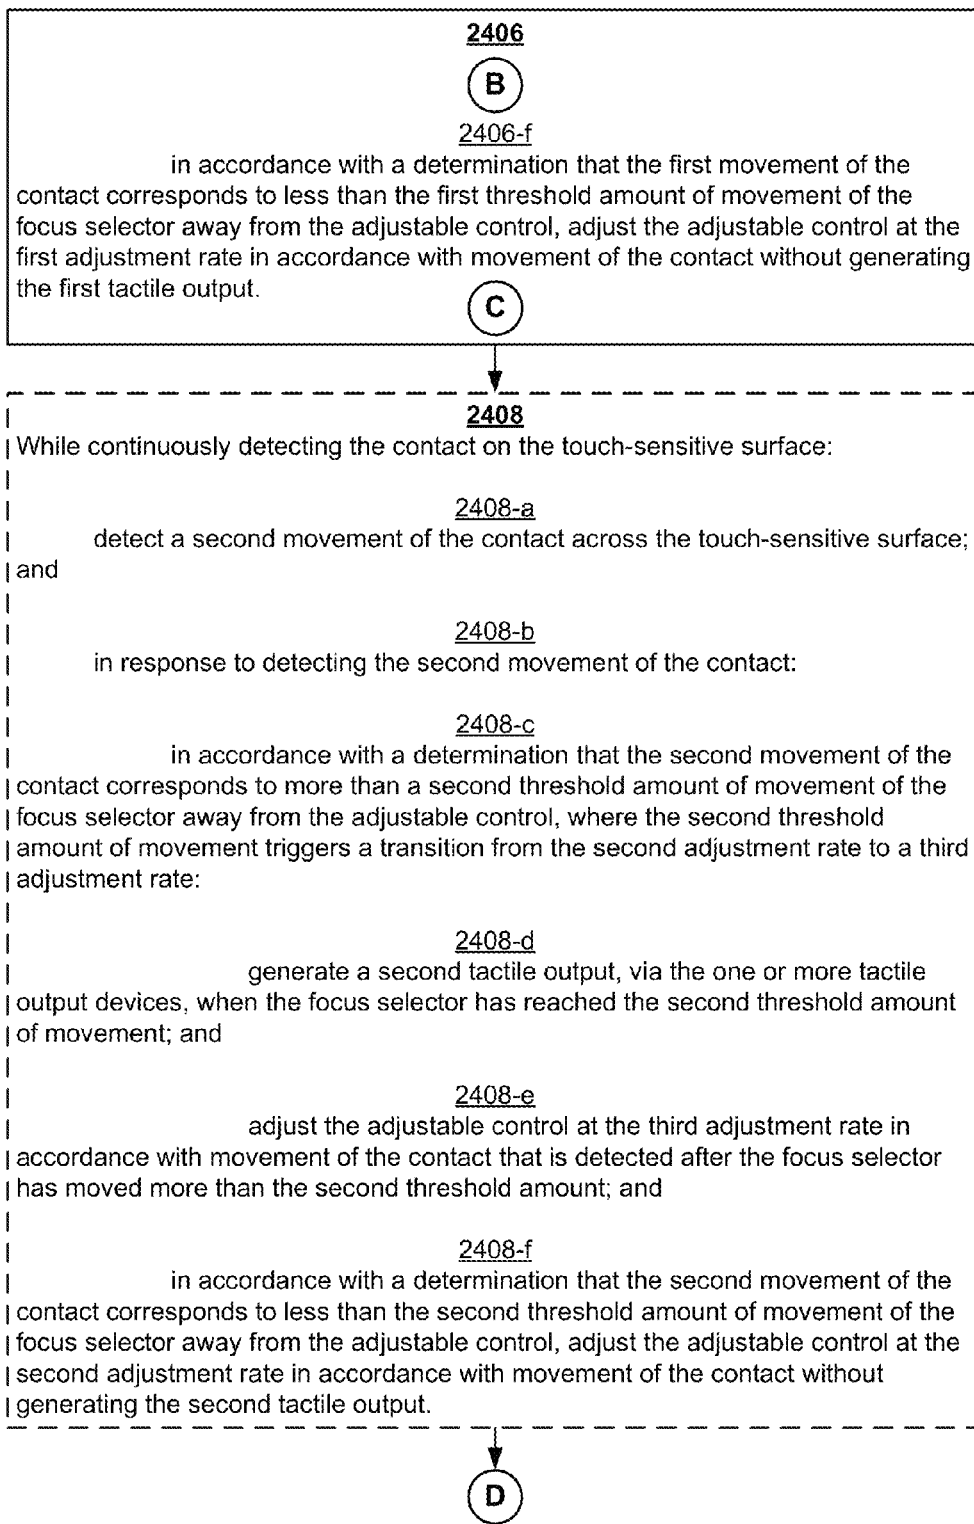 2406
B
2406-f
in accordance with a determination that the first movement of the
contact corresponds to less than the first threshold amount of movement of the
focus selector away from the adjustable control, adjust the adjustable control at the
first adjustment rate in accordance with movement of the contact without generating
the first tactile output.
C
2408
While continuously detecting the contact on the touch-sensitive surface:
2408-a
detect a second movement of the contact across the touch-sensitive surface;
and
2408-b
in response to detecting the second movement of the contact:
2408-c
in accordance with a determination that the second movement of the
contact corresponds to more than a second threshold amount of movement of the
focus selector away from the adjustable control, where the second threshold
amount of movement triggers a transition from the second adjustment rate to a third
adjustment rate:
2408-d
generate a second tactile output, via the one or more tactile
output devices, when the focus selector has reached the second threshold amount
of movement; and
2408-e
adjust the adjustable control at the third adjustment rate in
accordance with movement of the contact that is detected after the focus selector
has moved more than the second threshold amount; and
2408-f
in accordance with a determination that the second movement of the
contact corresponds to less than the second threshold amount of movement of the
focus selector away from the adjustable control, adjust the adjustable control at the
second adjustment rate in accordance with movement of the contact without
generating the second tactile output.
D